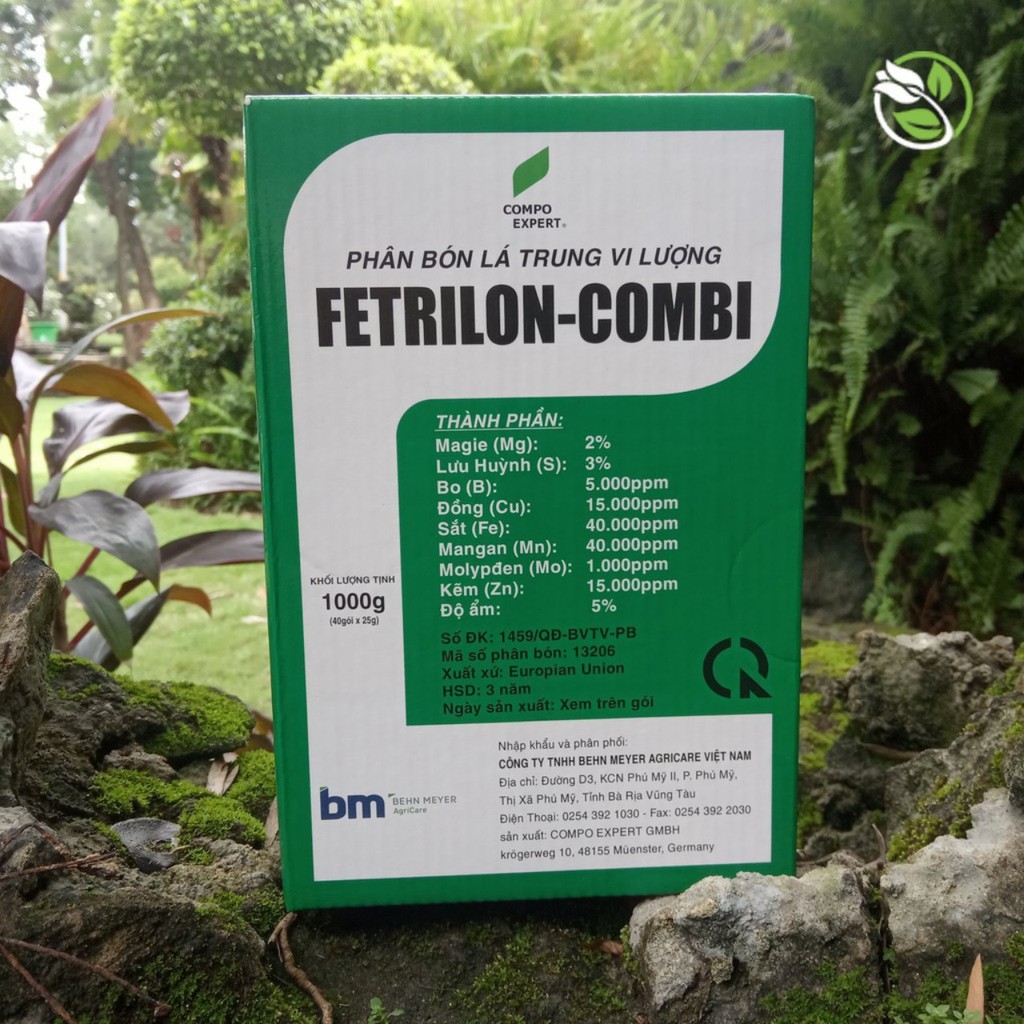 COMPO
EXPERT®
PHÂN BÓN LÁ TRUNG VI LƯỢNG
FETRILON-COMBI
THÀNH PHẦN:
Magie (Mg): 2%
Lưu Huỳnh (S): 3%
Bo (B): 5.000ppm
Đồng (Cu): 15.000ppm
Sắt (Fe): 40.000ppm
Mangan (Mn): 40.000ppm
Molypđen (Mo): 1.000ppm
Kẽm (Zn): 15.000ppm
Độ ẩm: 5%
KHỐI LƯỢNG TỊNH
1000g
(40gói x 25g)
Số ĐK: 1459/QĐ-BVTV-PB
Mã số phân bón: 13206
Xuất xứ: Europian Union
HSD: 3 năm
Ngày sản xuất: Xem trên gói
Nhập khẩu và phân phối:
CÔNG TY TNHH BEHN MEYER AGRICARE VIỆT NAM
Địa chỉ: Đường D3, KCN Phú Mỹ II, P. Phú Mỹ,
Thị Xã Phú Mỹ, Tỉnh Bà Rịa Vũng Tàu
Điện Thoại: 0254 392 1030 - Fax: 0254 392 2030
sản xuất: COMPO EXPERT GMBH
krögerweg 10, 48155 Müenster, Germany
bm BEHN MEYER
AgriCare